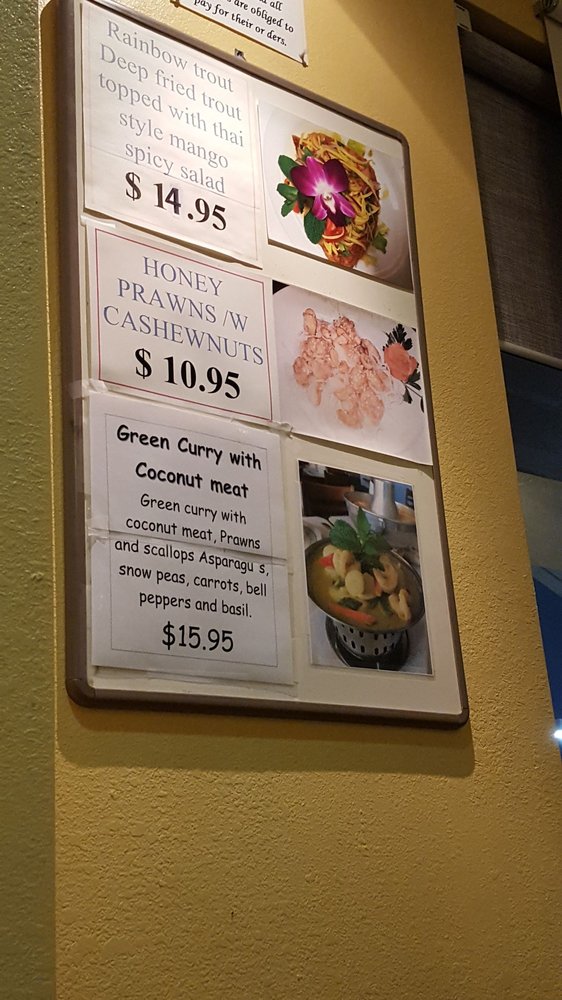 all
are obliged to
pay for their or ders.
Rainbow trout
Deep fried trout
topped with thai
style mango
spicy salad
$ 14.95
HONEY
PRAWNS /W
CASHEWNUTS
$ 10.95
Green Curry with
Coconut meat
Green curry with
coconut meat, Prawns
and scallops Asparagu s,
snow peas, carrots, bell
peppers and basil.
$15.95